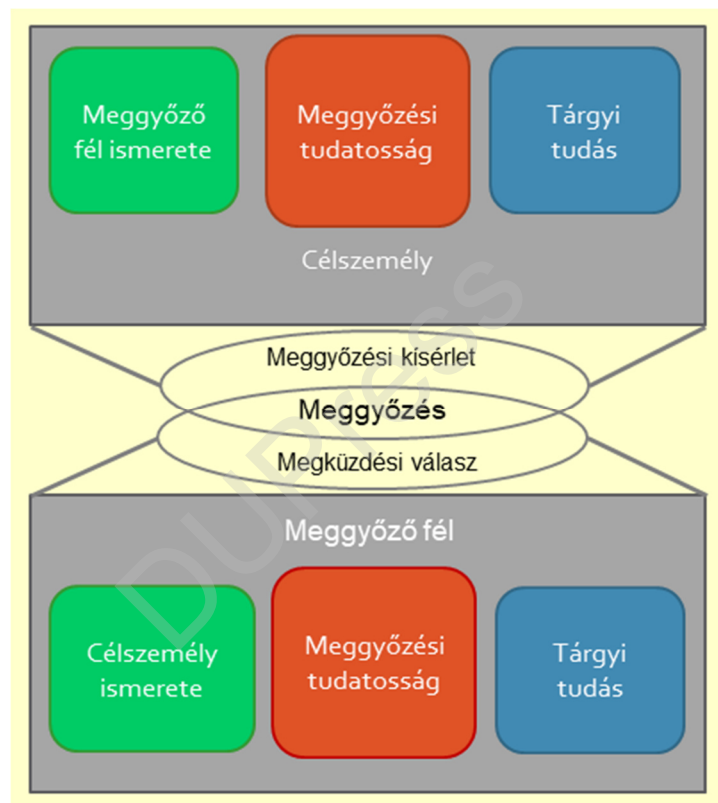 Meggyőző
fél ismerete
Meggyőzési
tudatosság
Tárgyi
tudás
Célszemély
Meggyőzési kísérlet
Meggyőzés
Megküzdési válasz
Meggyőző fél
Célszemély
ismerete
Meggyőzési
tudatosság
Tárgyi
tudás
DUPress